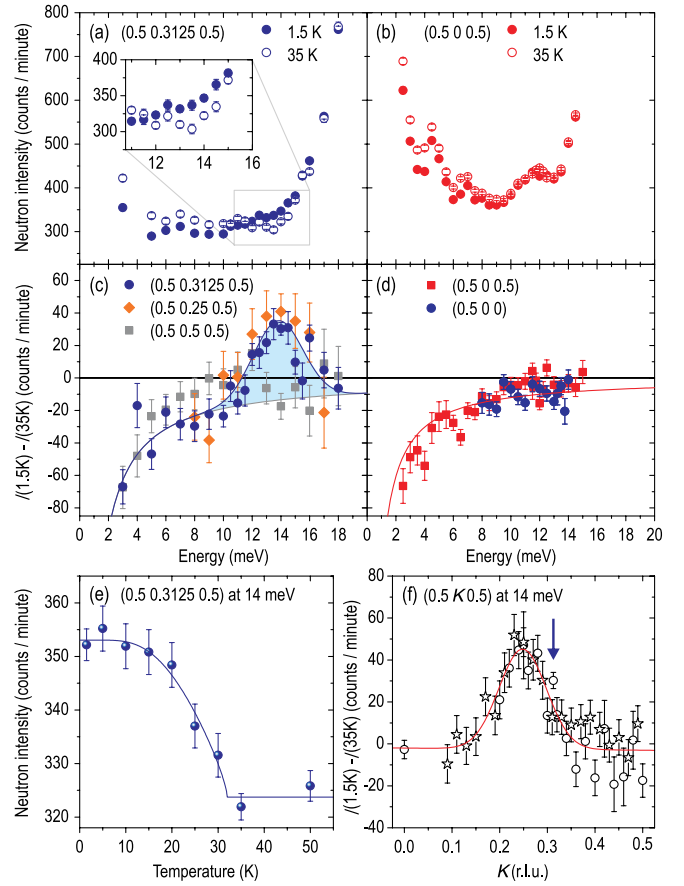 800
700
600
500
400
300
Neutron intensity (counts / minute)
(a) (0.5 0.3125 0.5)
1.5 K
35 K
350
325
300
12 14 16
(b) (0.5 0 0.5)
1.5 K
35 K
60
40
20
0
-20
-40
-60
-80
I(1.5K) - I(35K) (counts / minute)
(c)
(0.5 0.3125 0.5)
(0.5 0.25 0.5)
(0.5 0.5 0.5)
(d)
(0.5 0 0.5)
(0.5 0 0)
0 2 4 6 8 10 12 14 16 18 0 2 4 6 8 10 12 14 16 18 20
Energy (meV)
Energy (meV)
360
350
340
330
320
Neutron intensity (counts / minute)
(e) (0.5 0.3125 0.5) at 14 meV
0 10 20 30 40 50
Temperature (K)
80
60
40
20
0
-20
-40
I(1.5K) - I(35K) (counts / minute)
(0.5 K 0.5) at 14 meV (f)
0.0 0.1 0.2 0.3 0.4 0.5
K (r.l.u.)